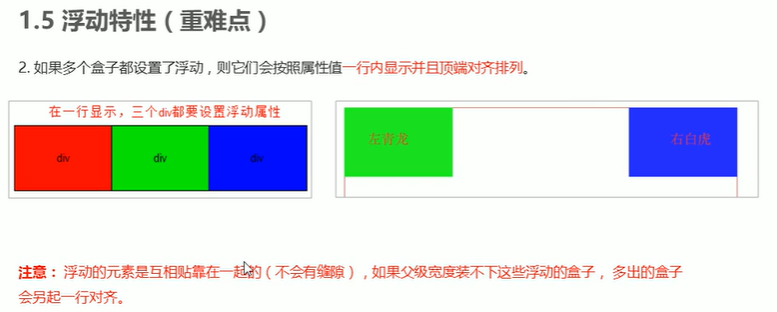 1.5 浮动特性（重难点）
2. 如果多个盒子都设置了浮动，则它们会按照属性值一行内显示并且顶端对齐排列。
在一行显示，三个div都要设置浮动属性
div div div
左青龙 右白虎
注意： 浮动的元素是互相贴靠在一起的（不会有缝隙），如果父级宽度装不下这些浮动的盒子， 多出的盒子
会另起一行对齐。